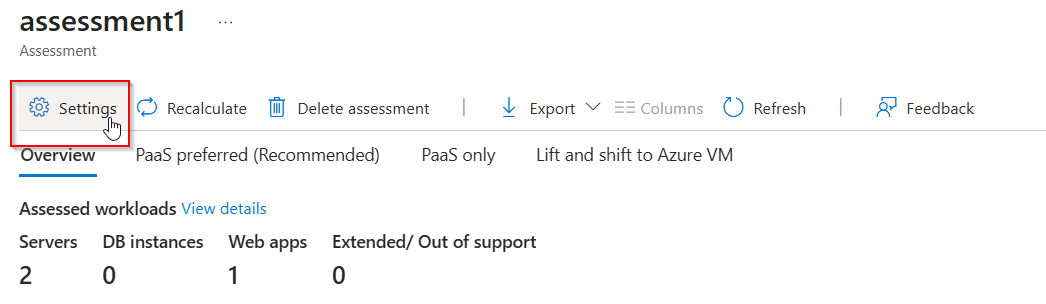 assessment1 ...
Assessment
Settings Recalculate Delete assessment Export Columns Refresh Feedback
Overview PaaS preferred (Recommended) PaaS only Lift and shift to Azure VM
Assessed workloads View details
Servers DB instances Web apps Extended/ Out of support
2 0 1 0